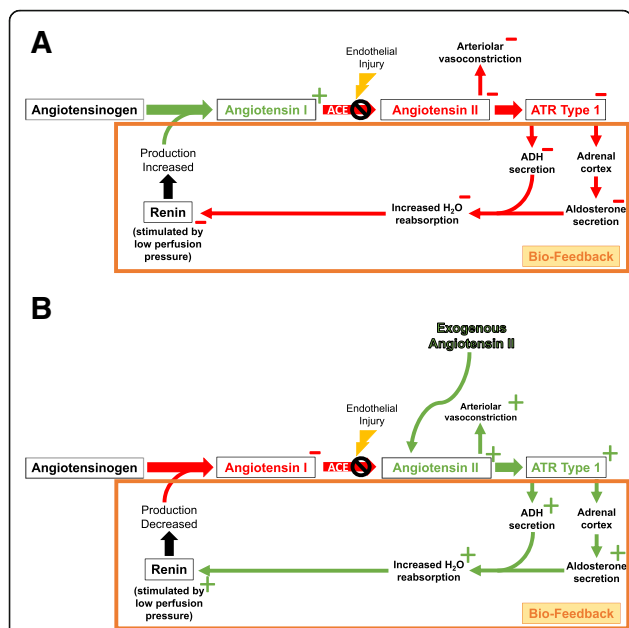 A
Endothelial
Injury
Arteriolar
vasoconstriction
−
Angiotensinogen
Angiotensin I
+
ACE
Angiotensin II
−
ATR Type 1
−
Production
Increased
ADH
secretion
−
Adrenal
cortex
Renin
−
(stimulated by
low perfusion
pressure)
Increased H₂O
reabsorption
−
Aldosterone
secretion
−
Bio-Feedback
B
Exogenous
Angiotensin II
Endothelial
Injury
Arteriolar
vasoconstriction
+
Angiotensinogen
Angiotensin I
−
ACE
Angiotensin II
+
ATR Type 1
+
Production
Decreased
ADH
secretion
+
Adrenal
cortex
Renin
+
(stimulated by
low perfusion
pressure)
Increased H₂O
reabsorption
+
Aldosterone
secretion
+
Bio-Feedback